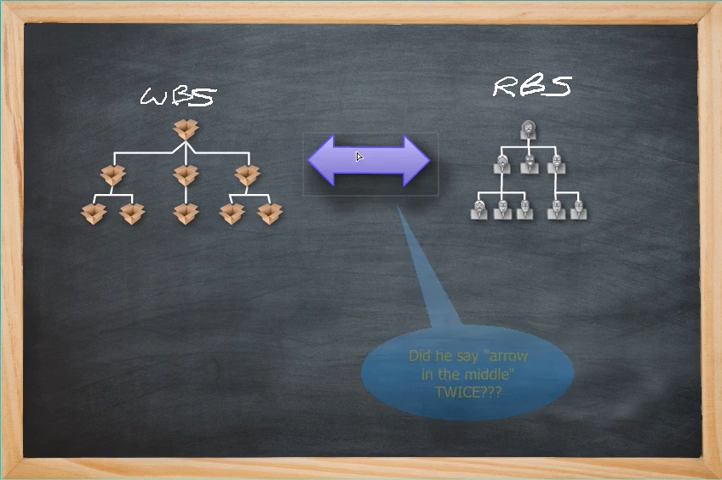 WBS
RBS
Did he say "arrow
in the middle"
TWICE???